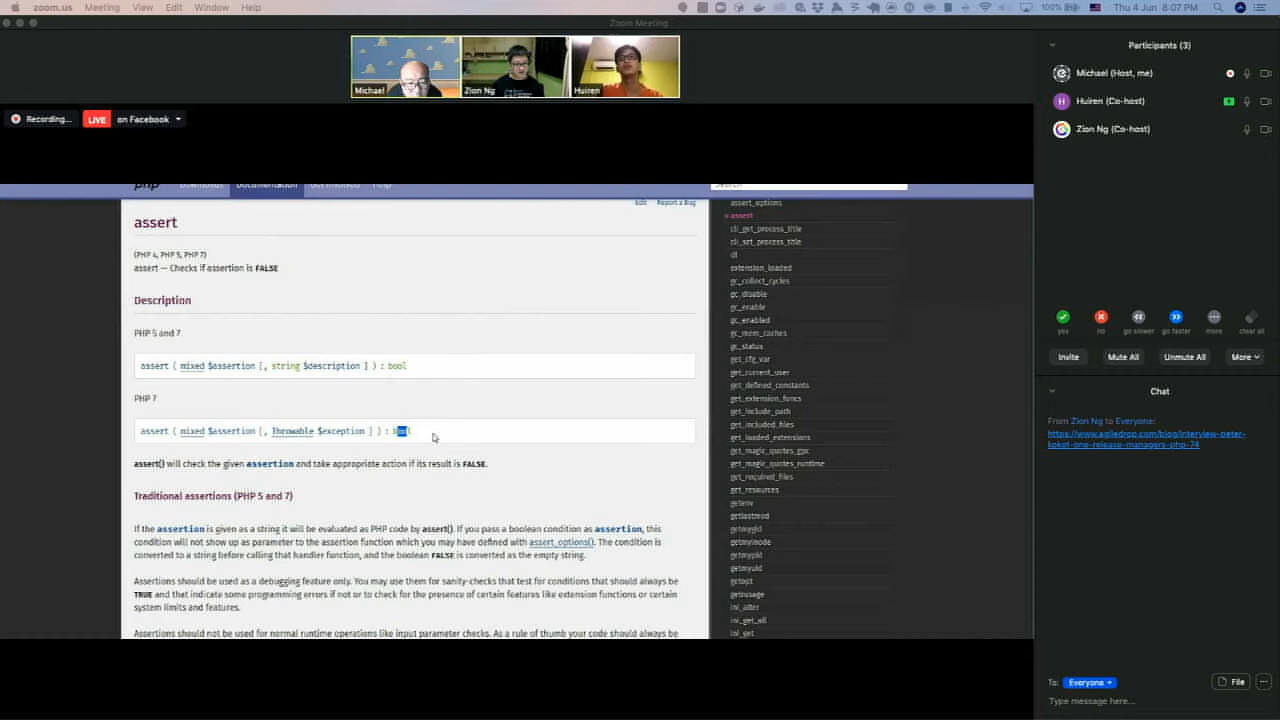 zoom.us Meeting View Edit Window Help
100% Thu 4 Jun 8:07 PM
Zoom Meeting
Michael
Zion Ng
Huiren
Recording...
LIVE on Facebook
php Downloads Documentation Get Involved Help
Search
Edit Report a Bug
assert
(PHP 4, PHP 5, PHP 7)
assert — Checks if assertion is FALSE
Description
PHP 5 and 7
assert ( mixed $assertion [, string $description ] ) : bool
PHP 7
assert ( mixed $assertion [, Throwable $exception ] ) : bool
assert() will check the given assertion and take appropriate action if its result is FALSE.
Traditional assertions (PHP 5 and 7)
If the assertion is given as a string it will be evaluated as PHP code by assert(). If you pass a boolean condition as assertion, this
condition will not show up as parameter to the assertion function which you may have defined with assert_options(). The condition is
converted to a string before calling that handler function, and the boolean FALSE is converted as the empty string.
Assertions should be used as a debugging feature only. You may use them for sanity-checks that test for conditions that should always be
TRUE and that indicate some programming errors if not or to check for the presence of certain features like extension functions or certain
system limits and features.
Assertions should not be used for normal runtime operations like input parameter checks. As a rule of thumb your code should always be
assert_options
» assert
cli_get_process_title
cli_set_process_title
dl
extension_loaded
gc_collect_cycles
gc_disable
gc_enable
gc_enabled
gc_mem_caches
gc_status
get_cfg_var
get_current_user
get_defined_constants
get_extension_funcs
get_include_path
get_included_files
get_loaded_extensions
get_magic_quotes_gpc
get_magic_quotes_runtime
get_required_files
get_resources
getenv
getlastmod
getmygid
getmyinode
getmypid
getmyuid
getopt
getrusage
ini_alter
ini_get_all
ini_get
Participants (3)
Michael (Host, me)
H Huiren (Co-host)
Zion Ng (Co-host)
yes no go slower go faster more clear all
Invite Mute All Unmute All More
Chat
From Zion Ng to Everyone:
https://www.agiledrop.com/blog/interview-peter-
kokot-one-release-managers-php-74
To: Everyone File
Type message here...